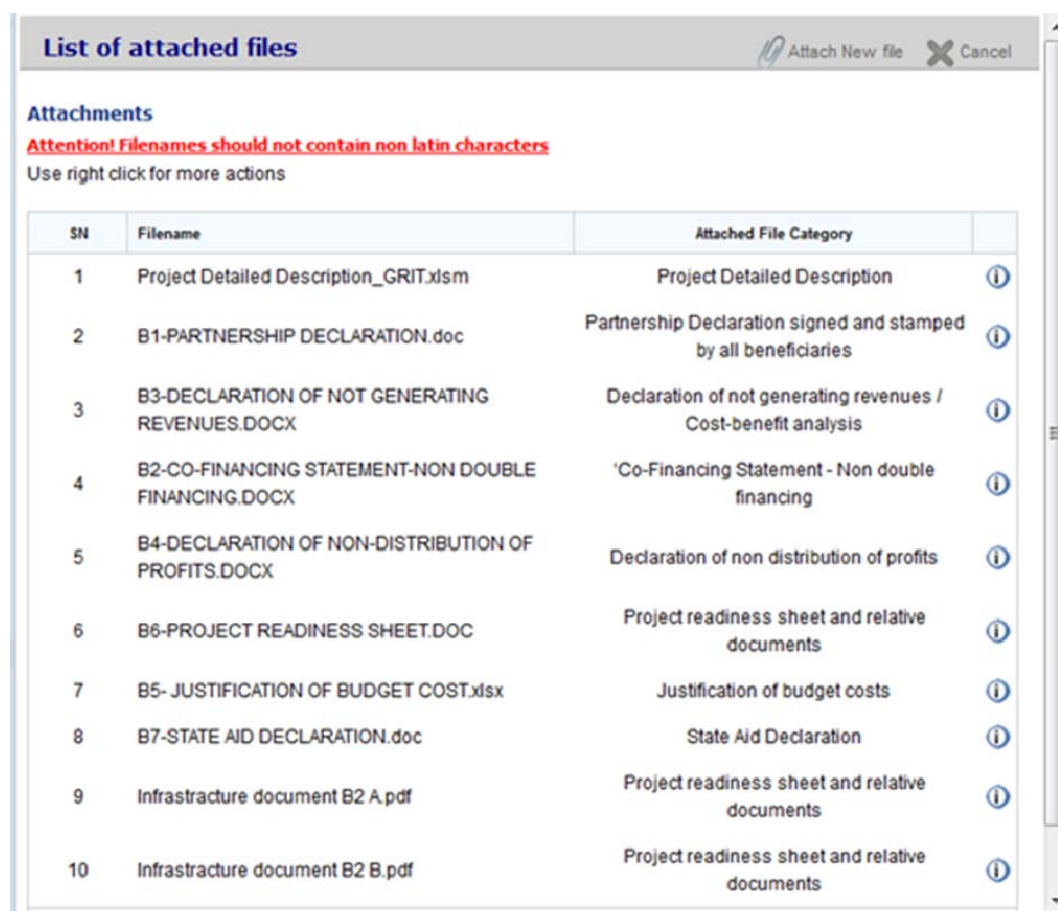 List of attached files
Attach New file
Cancel
Attachments
Attention! Filenames should not contain non latin characters
Use right click for more actions
SN Filename Attached File Category
1 Project Detailed Description_GRIT.xlsm Project Detailed Description
2 B1-PARTNERSHIP DECLARATION.doc Partnership Declaration signed and stamped
by all beneficiaries
3 B3-DECLARATION OF NOT GENERATING
REVENUES.DOCX
Declaration of not generating revenues /
Cost-benefit analysis
4 B2-CO-FINANCING STATEMENT-NON DOUBLE
FINANCING.DOCX
'Co-Financing Statement - Non double
financing
5 B4-DECLARATION OF NON-DISTRIBUTION OF
PROFITS.DOCX
Declaration of non distribution of profits
6 B6-PROJECT READINESS SHEET.DOC Project readiness sheet and relative
documents
7 B5- JUSTIFICATION OF BUDGET COST.xlsx Justification of budget costs
8 B7-STATE AID DECLARATION.doc State Aid Declaration
9 Infrastracture document B2 A.pdf Project readiness sheet and relative
documents
10 Infrastracture document B2 B.pdf Project readiness sheet and relative
documents